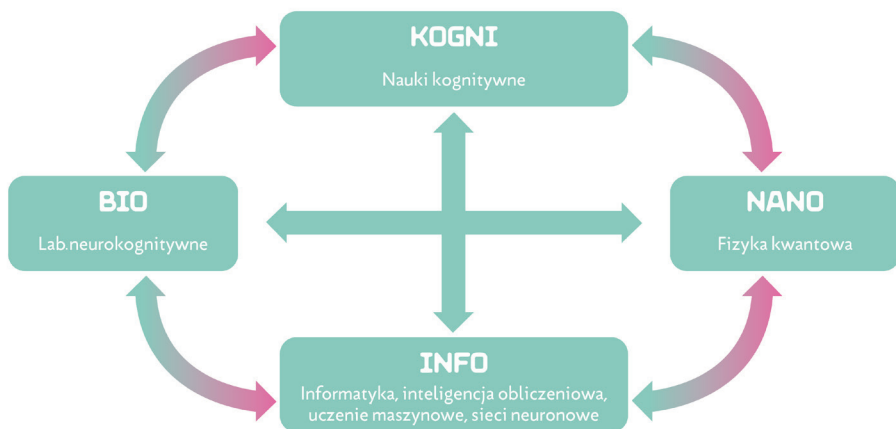 KOGNI
Nauki kognitywne
BIO
Lab.neurokognitywne
NANO
Fizyka kwantowa
INFO
Informatyka, inteligencja obliczeniowa,
uczenie maszynowe, sieci neuronowe